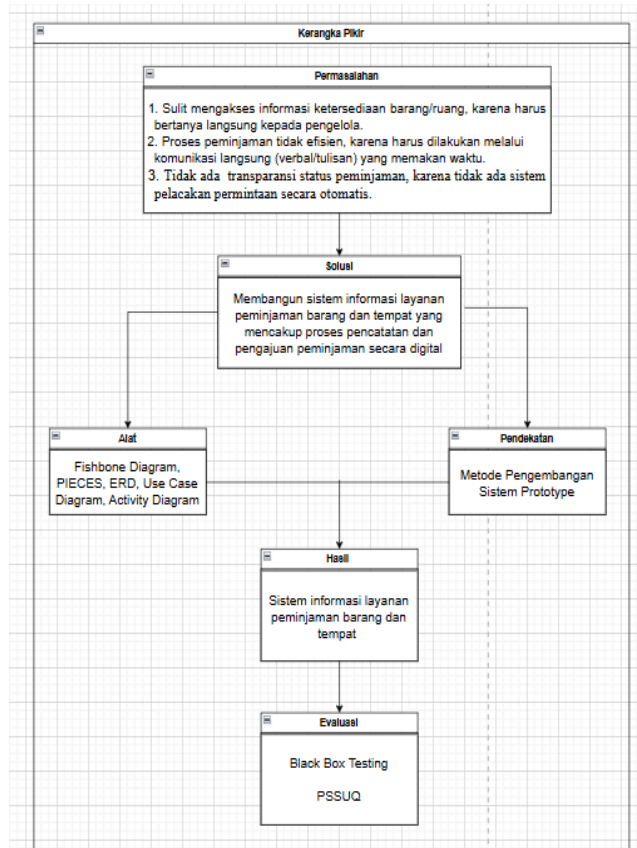 Kerangka Pikir
Permasalahan
1. Sulit mengakses informasi ketersediaan barang/ruang, karena harus
bertanya langsung kepada pengelola.
2. Proses peminjaman tidak efisien, karena harus dilakukan melalui
komunikasi langsung (verbal/tulisan) yang memakan waktu.
3. Tidak ada transparansi status peminjaman, karena tidak ada sistem
pelacakan permintaan secara otomatis.
Solusi
Membangun sistem informasi layanan
peminjaman barang dan tempat yang
mencakup proses pencatatan dan
pengajuan peminjaman secara digital
Alat
Fishbone Diagram,
PIECES, ERD, Use Case
Diagram, Activity Diagram
Pendekatan
Metode Pengembangan
Sistem Prototype
Hasil
Sistem informasi layanan
peminjaman barang dan
tempat
Evaluasi
Black Box Testing
PSSUQ